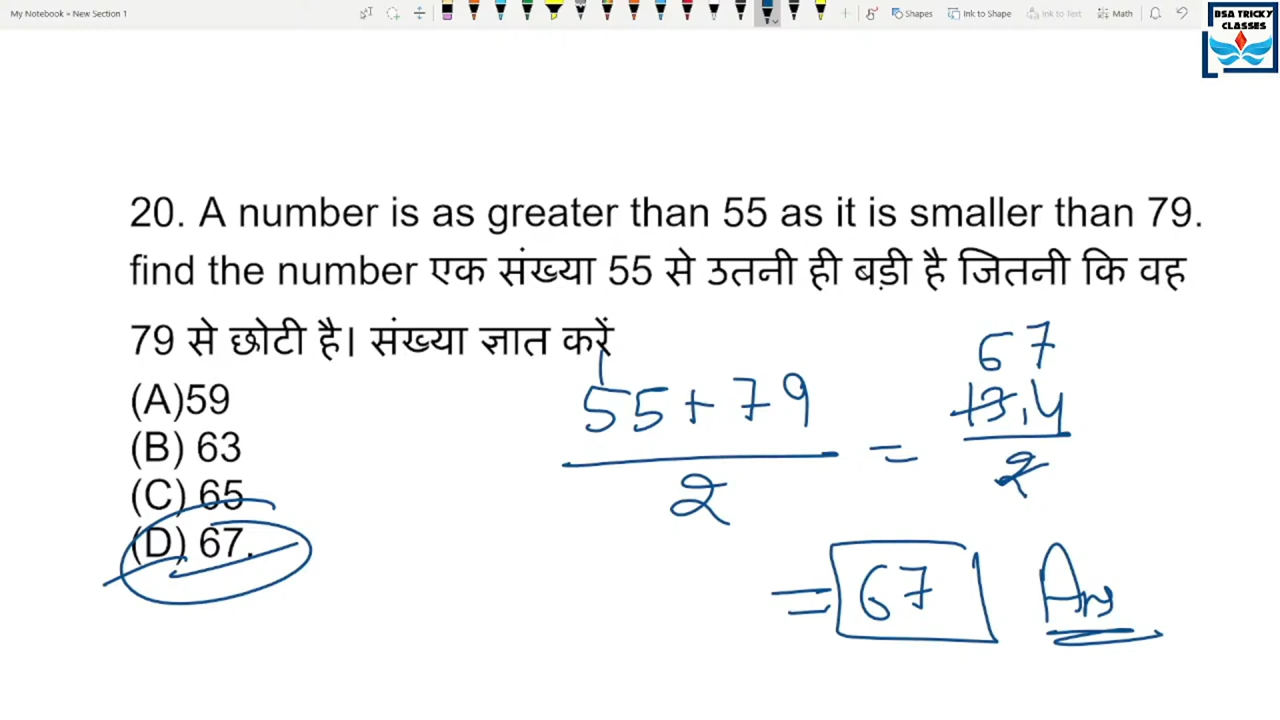 My Notebook » New Section 1
Shapes Ink to Shape Ink to Text Math
BSA TRICKY
CLASSES
20. A number is as greater than 55 as it is smaller than 79.
find the number एक संख्या 55 से उतनी ही बड़ी है जितनी कि वह
79 से छोटी है। संख्या ज्ञात करें
(A)59
(B) 63
(C) 65
(D) 67.
67
55+79 = 134
2 2
= 67 Ans